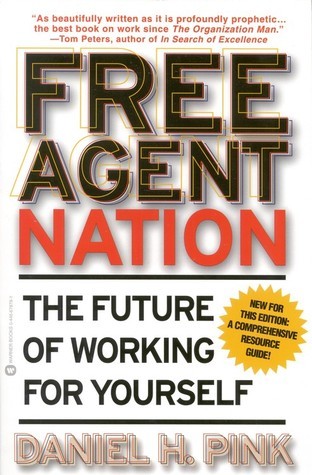 "As beautifully written as it is profoundly prophetic...
the best book on work since The Organization Man."
—Tom Peters, author of In Search of Excellence
FREE
AGENT
NATION
THE FUTURE
OF WORKING
FOR YOURSELF
NEW FOR
THIS EDITION:
A COMPREHENSIVE
RESOURCE
GUIDE!
DANIEL H. PINK